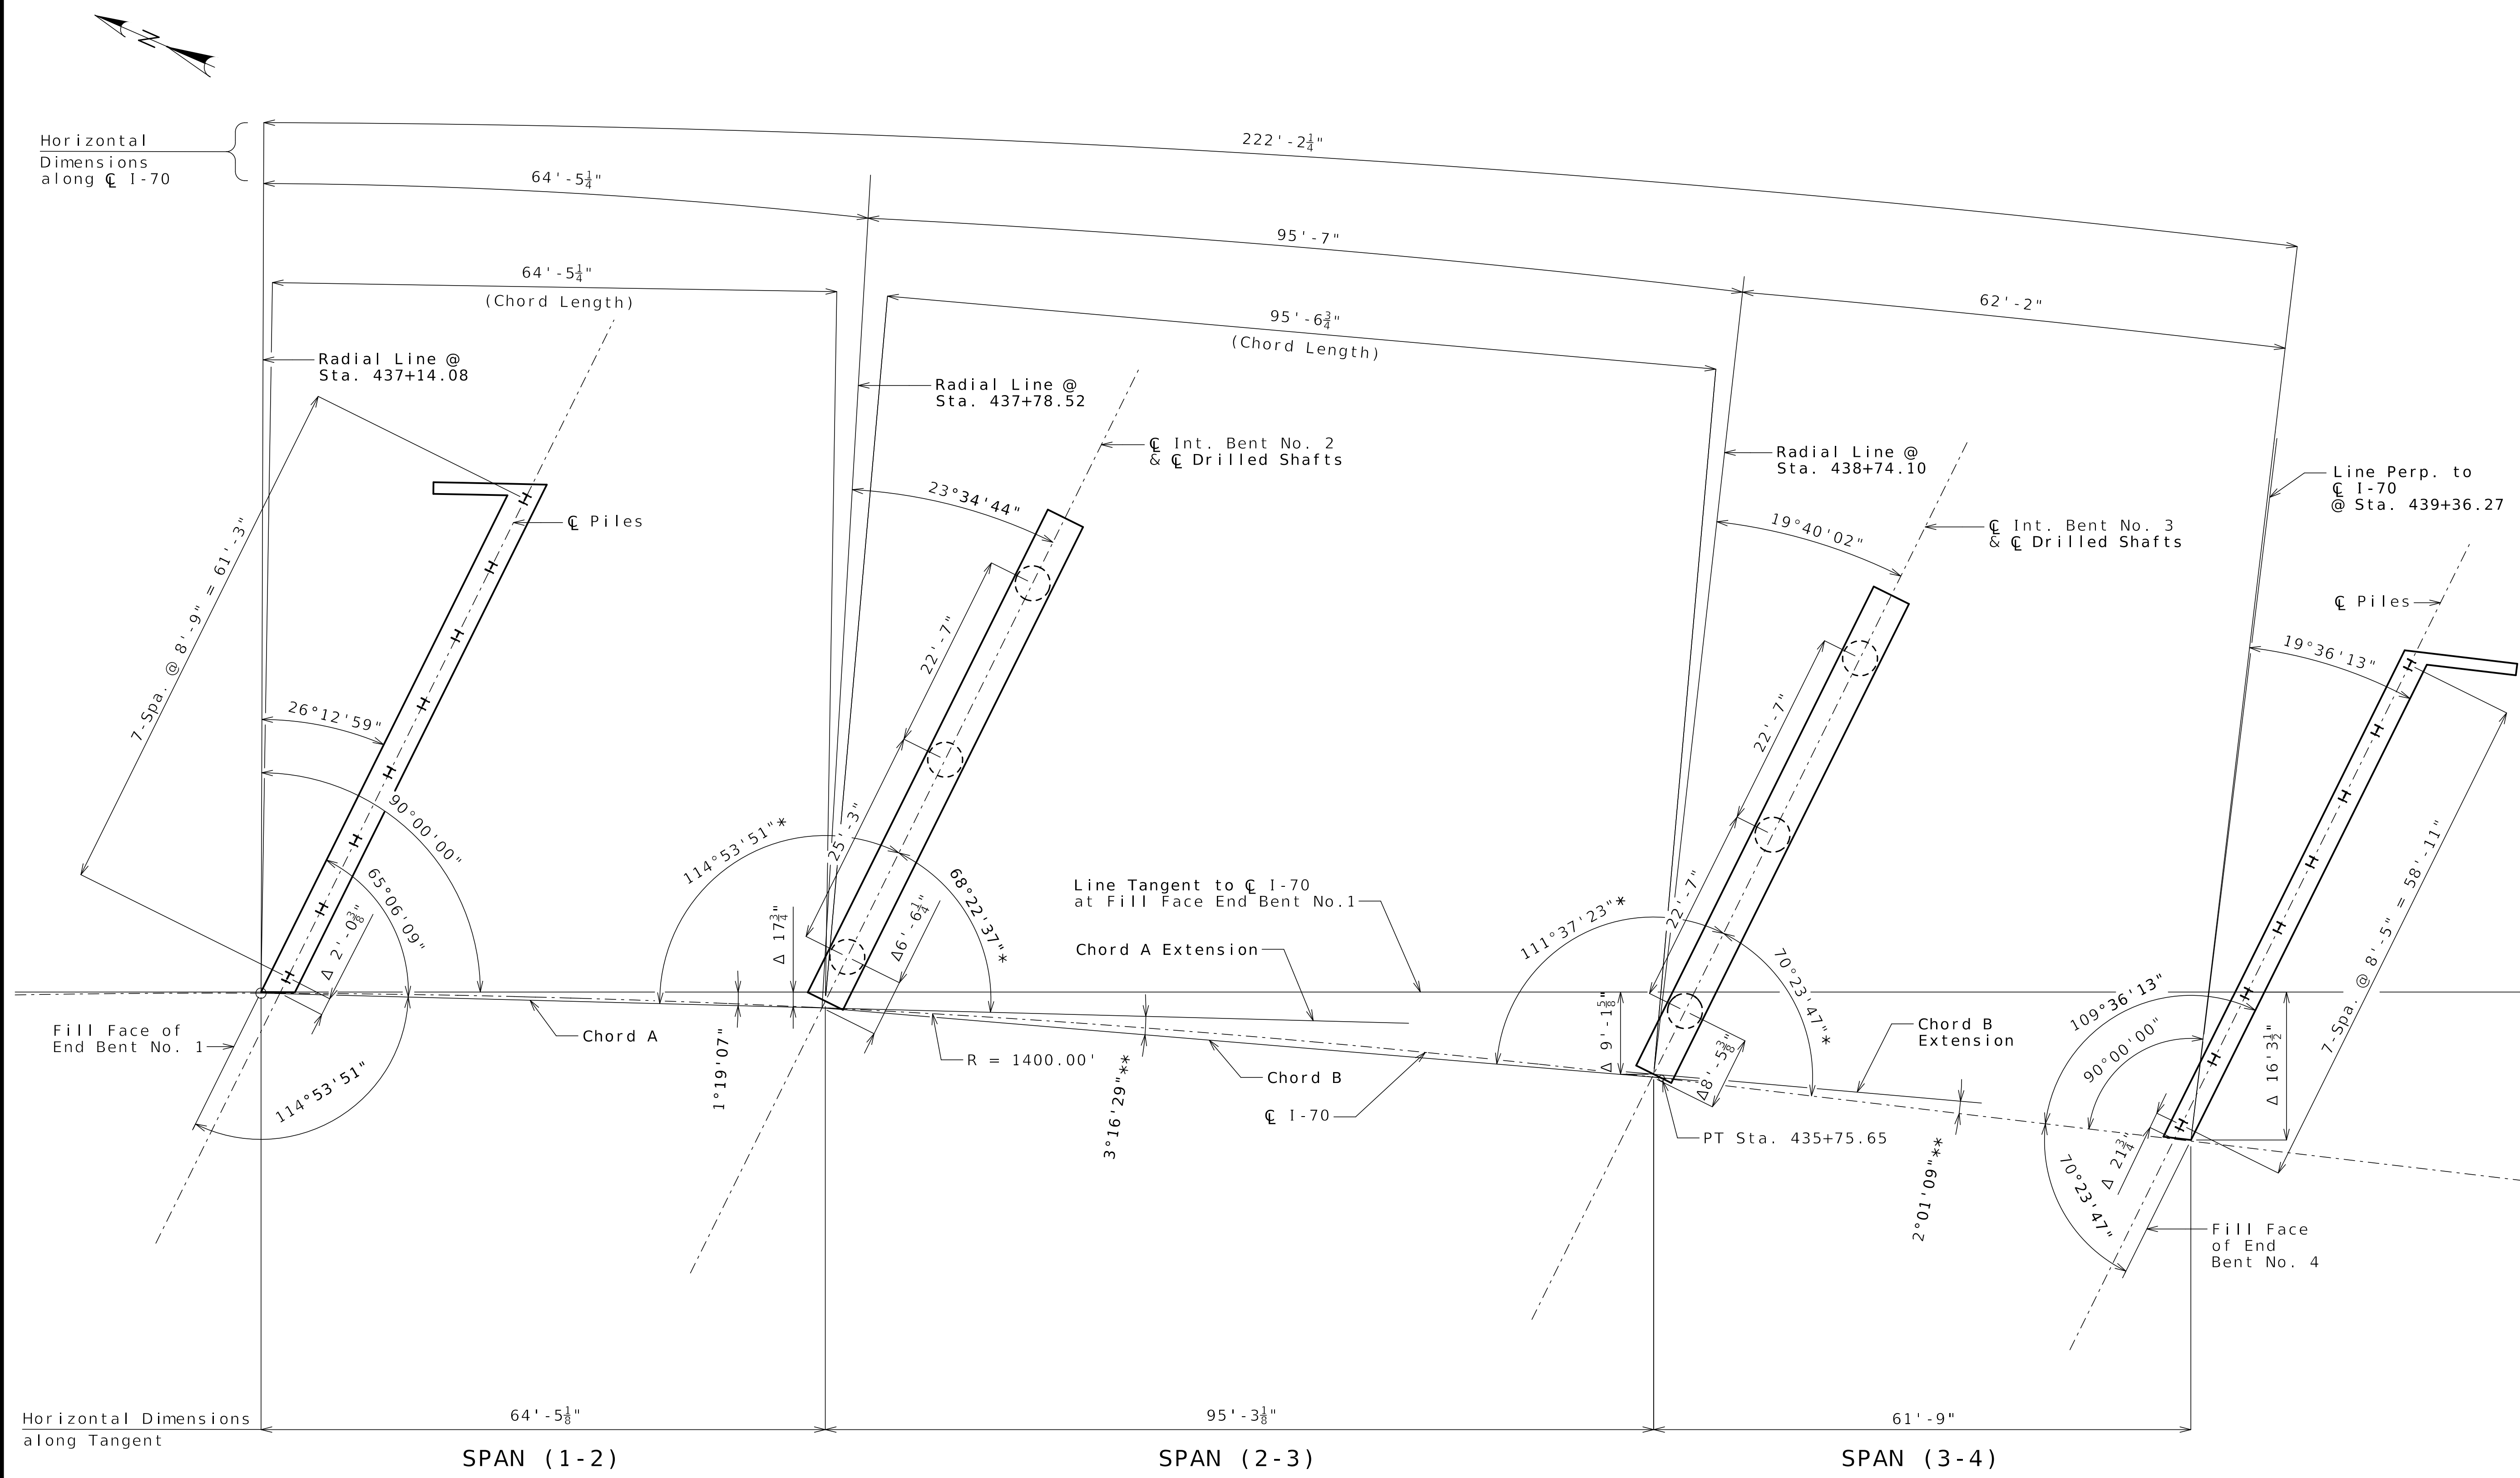 N
Horizontal
Dimensions
along ℄ I-70
222'-2¼"
64'-5¼"
95'-7"
62'-2"
64'-5¼"
(Chord Length)
95'-6¾"
(Chord Length)
Radial Line @
Sta. 437+14.08
Radial Line @
Sta. 437+78.52
℄ Int. Bent No. 2
& ℄ Drilled Shafts
Radial Line @
Sta. 438+74.10
℄ Int. Bent No. 3
& ℄ Drilled Shafts
Line Perp. to
℄ I-70
@ Sta. 439+36.27
℄ Piles
℄ Piles
7-Spa. @ 8'-9" = 61'-3"
26°12'59"
90°00'00"
65°06'09"
Δ 2'-0⅜"
114°53'51"
Fill Face of
End Bent No. 1
23°34'44"
22'-7"
25'-3"
114°53'51"*
68°22'37"*
Δ 17¾"
Δ6'-6¼"
1°19'07"
Chord A
Line Tangent to ℄ I-70
at Fill Face End Bent No.1
Chord A Extension
R = 1400.00'
3°16'29"**
Chord B
℄ I-70
19°40'02"
22'-7"
22'-7"
111°37'23"*
70°23'47"*
Δ 9'-1⅝"
Δ8'-5⅜"
PT Sta. 435+75.65
Chord B
Extension
2°01'09"**
19°36'13"
109°36'13"
90°00'00"
70°23'47"
Δ 21¾"
Δ 16'3½"
7-Spa. @ 8'-5" = 58'-11"
Fill Face
of End
Bent No. 4
Horizontal Dimensions
along Tangent
64'-5⅛"
95'-3⅛"
61'-9"
SPAN (1-2)
SPAN (2-3)
SPAN (3-4)